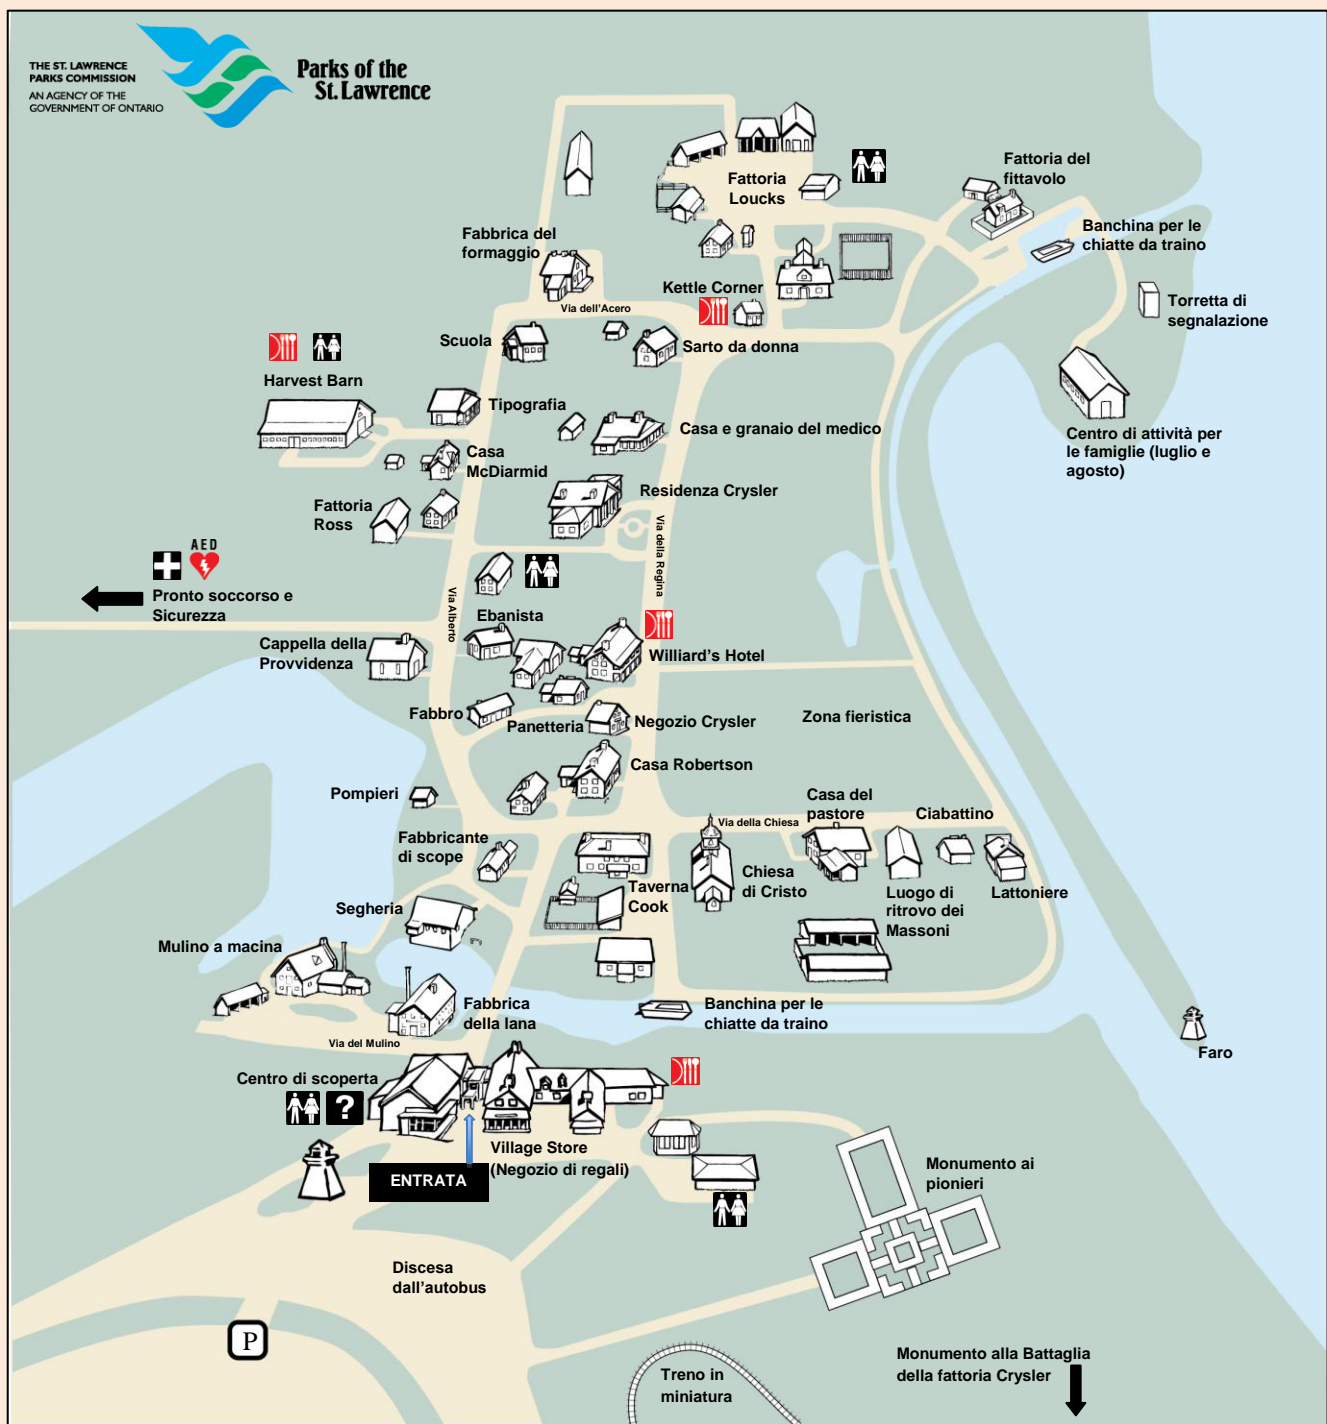 THE ST. LAWRENCE
PARKS COMMISSION
AN AGENCY OF THE
GOVERNMENT OF ONTARIO
Parks of the
St. Lawrence
Fattoria
Loucks
Fattoria del
fittavolo
Banchina per le
chiatte da traino
Fabbrica del
formaggio
Kettle Corner
Torretta di
segnalazione
Via dell'Acero
Scuola
Sarto da donna
Harvest Barn
Tipografia
Casa e granaio del medico
Centro di attività per
le famiglie (luglio e
agosto)
Casa
McDiarmid
Residenza Crysler
Fattoria
Ross
Via della Regina
AED
Pronto soccorso e
Sicurezza
Via Alberto
Ebanista
Cappella della
Provvidenza
Williard's Hotel
Fabbro
Panetteria
Negozio Crysler
Zona fieristica
Casa Robertson
Pompieri
Casa del
pastore
Ciabattino
Via della Chiesa
Fabbricante
di scope
Chiesa
di Cristo
Taverna
Cook
Luogo di
ritrovo dei
Massoni
Lattoniere
Segheria
Mulino a macina
Fabbrica
della lana
Banchina per le
chiatte da traino
Via del Mulino
Faro
Centro di scoperta
?
Village Store
(Negozio di regali)
ENTRATA
Monumento ai
pionieri
Discesa
dall'autobus
P
Treno in
miniatura
Monumento alla Battaglia
della fattoria Crysler